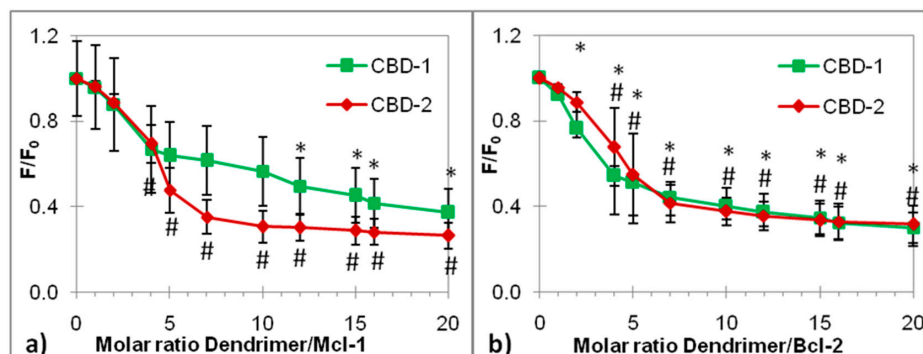 1.2
CBD-1
CBD-2
F/F0
0.8
0.4
0.0
* * * *
# # # # # # # #
0 5 10 15 20
a) Molar ratio Dendrimer/Mcl-1
1.2
CBD-1
CBD-2
F/F0
0.8
0.4
0.0
* * * * * * * * *
# # # # # # # #
0 5 10 15 20
b) Molar ratio Dendrimer/Bcl-2